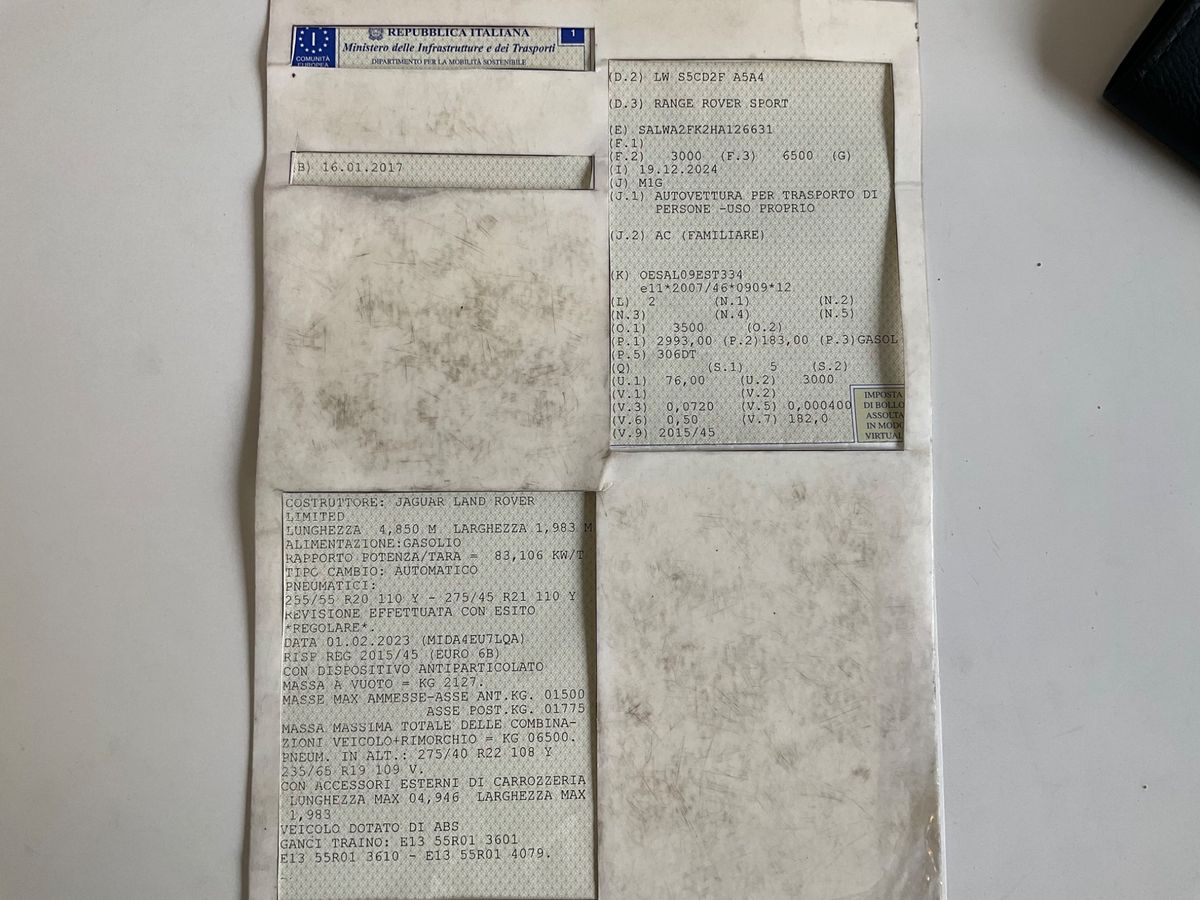 I
COMUNITÀ
EUROPEA
REPUBBLICA ITALIANA
Ministero delle Infrastrutture e dei Trasporti
DIPARTIMENTO PER LA MOBILITÀ SOSTENIBILE
1
B) 16.01.2017
(D.2) LW S5CD2F A5A4
(D.3) RANGE ROVER SPORT
(E) SALWA2FK2HA126631
(F.1)
(F.2) 3000 (F.3) 6500 (G)
(I) 19.12.2024
(J) M1G
(J.1) AUTOVETTURA PER TRASPORTO DI
PERSONE -USO PROPRIO
(J.2) AC (FAMILIARE)
(K) OESAL09EST334
e11*2007/46*0909*12
(L) 2 (N.1) (N.2)
(N.3) (N.4) (N.5)
(O.1) 3500 (O.2)
(P.1) 2993,00 (P.2)183,00 (P.3)GASOL
(P.5) 306DT
(Q) (S.1) 5 (S.2)
(U.1) 76,00 (U.2) 3000
(V.1) (V.2)
(V.3) 0,0720 (V.5) 0,000400
(V.6) 0,50 (V.7) 182,0
(V.9) 2015/45
IMPOSTA
DI BOLLO
ASSOLTA
IN MODO
VIRTUAL
COSTRUTTORE: JAGUAR LAND ROVER
LIMITED
LUNGHEZZA 4,850 M LARGHEZZA 1,983 M
ALIMENTAZIONE:GASOLIO
RAPPORTO POTENZA/TARA = 83,106 KW/T
TIPO CAMBIO: AUTOMATICO
PNEUMATICI:
255/55 R20 110 Y - 275/45 R21 110 Y
REVISIONE EFFETTUATA CON ESITO
*REGOLARE*.
DATA 01.02.2023 (MIDA4EU7LQA)
RISP REG 2015/45 (EURO 6B)
CON DISPOSITIVO ANTIPARTICOLATO
MASSA A VUOTO = KG 2127.
MASSE MAX AMMESSE-ASSE ANT.KG. 01500
ASSE POST.KG. 01775
MASSA MASSIMA TOTALE DELLE COMBINA-
ZIONI VEICOLO+RIMORCHIO = KG 06500.
PNEUM. IN ALT.: 275/40 R22 108 Y
235/65 R19 109 V.
CON ACCESSORI ESTERNI DI CARROZZERIA
LUNGHEZZA MAX 04,946 LARGHEZZA MAX
1,983
VEICOLO DOTATO DI ABS
GANCI TRAINO: E13 55R01 3601
E13 55R01 3610 - E13 55R01 4079.